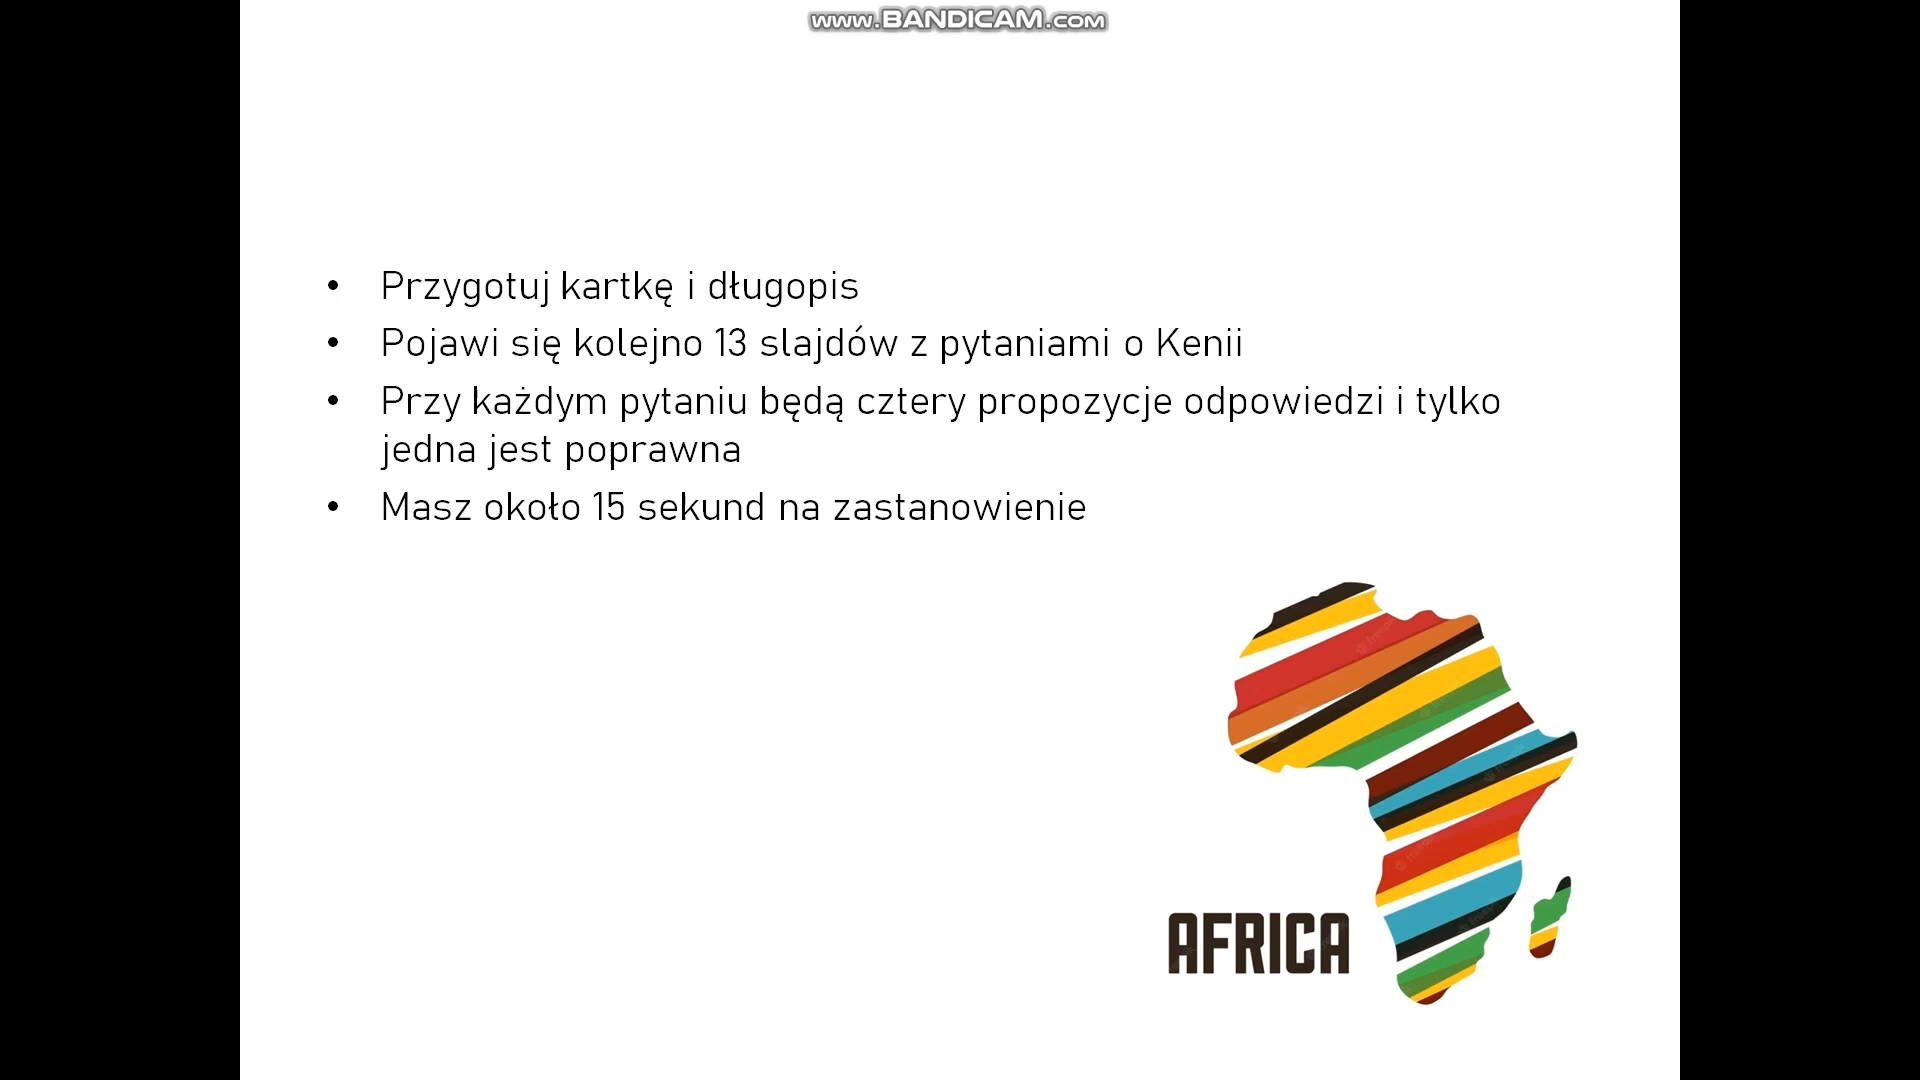 www.BANDICAM.com
• Przygotuj kartkę i długopis
• Pojawi się kolejno 13 slajdów z pytaniami o Kenii
• Przy każdym pytaniu będą cztery propozycje odpowiedzi i tylko
jedna jest poprawna
• Masz około 15 sekund na zastanowienie
AFRICA